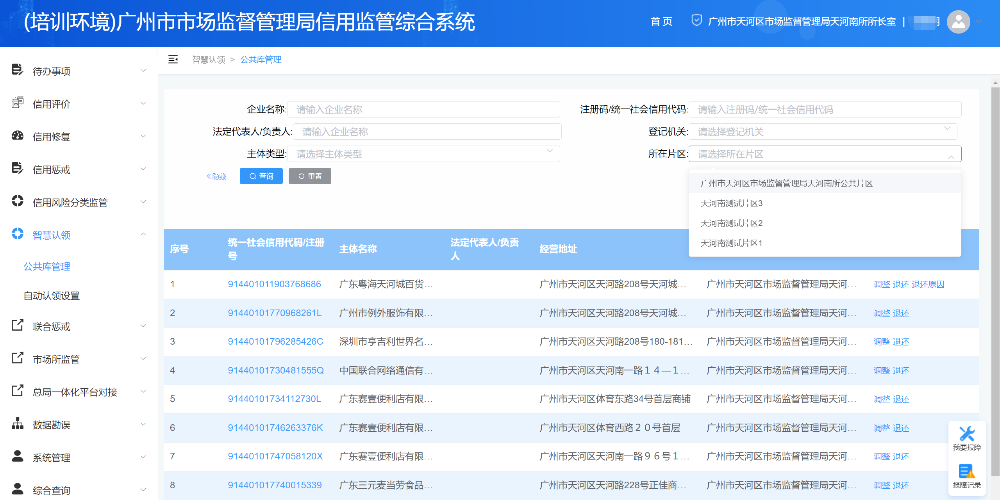 (培训环境)广州市市场监督管理局信用监管综合系统
首页
广州市天河区市场监督管理局天河南所所长室 |
待办事项
信用评价
信用修复
信用惩戒
信用风险分类监管
智慧认领
公共库管理
自动认领设置
联合惩戒
市场所监管
总局一体化平台对接
数据勘误
系统管理
综合查询
智慧认领 > 公共库管理
企业名称: 请输入企业名称
注册码/统一社会信用代码: 请输入注册码/统一社会信用代码
法定代表人/负责人: 请输入企业名称
登记机关: 请选择登记机关
主体类型: 请选择主体类型
所在片区: 请选择所在片区
«隐藏 查询 重置
广州市天河区市场监督管理局天河南所公共片区
天河南测试片区3
天河南测试片区2
天河南测试片区1
序号 统一社会信用代码/注册号 主体名称 法定代表人/负责人 经营地址
1 914401011903768686 广东粤海天河城百货... 广州市天河区天河路208号天河城... 广州市天河区市场监督管理局天河... 调整 退还 退还原因
2 91440101770968261L 广州市例外服饰有限... 广州市天河区天河路208号天河城... 广州市天河区市场监督管理局天河... 调整 退还
3 91440101796285426C 深圳市亨吉利世界名... 广州市天河区天河路208号180-181... 广州市天河区市场监督管理局天河... 调整 退还
4 91440101730481555Q 中国联合网络通信有... 广州市天河区天河南一路１４—１... 广州市天河区市场监督管理局天河... 调整 退还
5 91440101734112730L 广东赛壹便利店有限... 广州市天河区体育东路34号首层商铺 广州市天河区市场监督管理局天河... 调整 退还
6 91440101746263376K 广东赛壹便利店有限... 广州市天河区体育西路２０号首层 广州市天河区市场监督管理局天河... 调整 退还
7 91440101747058120X 广东赛壹便利店有限... 广州市天河区天河南一路９６号１... 广州市天河区市场监督管理局天河... 调整 退还
8 914401017740015339 广东三元麦当劳食品... 广州市天河区天河路228号正佳商... 广州市天河区市场监督管理局天河... 调整 退还
我要报障
报障记录